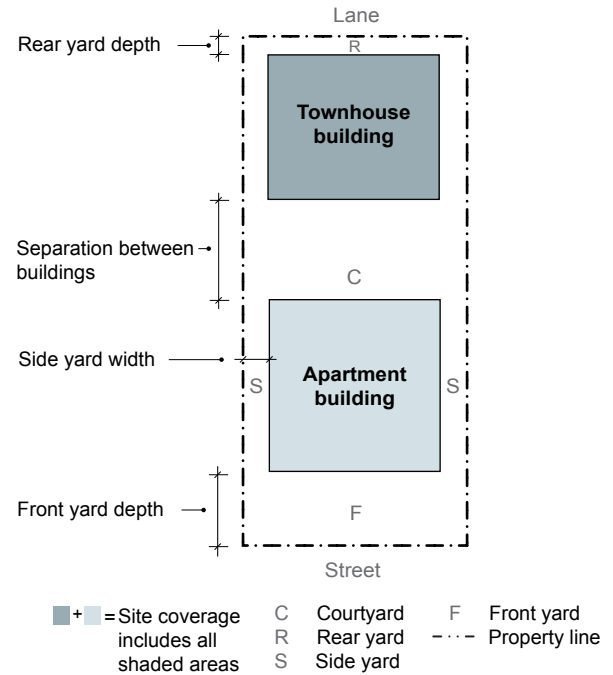 Lane
Rear yard depth
R
Townhouse
building
Separation between
buildings
C
Side yard width
S
Apartment
building
S
Front yard depth
F
Street
+ = Site coverage
includes all
shaded areas
C Courtyard
R Rear yard
S Side yard
F Front yard
Property line